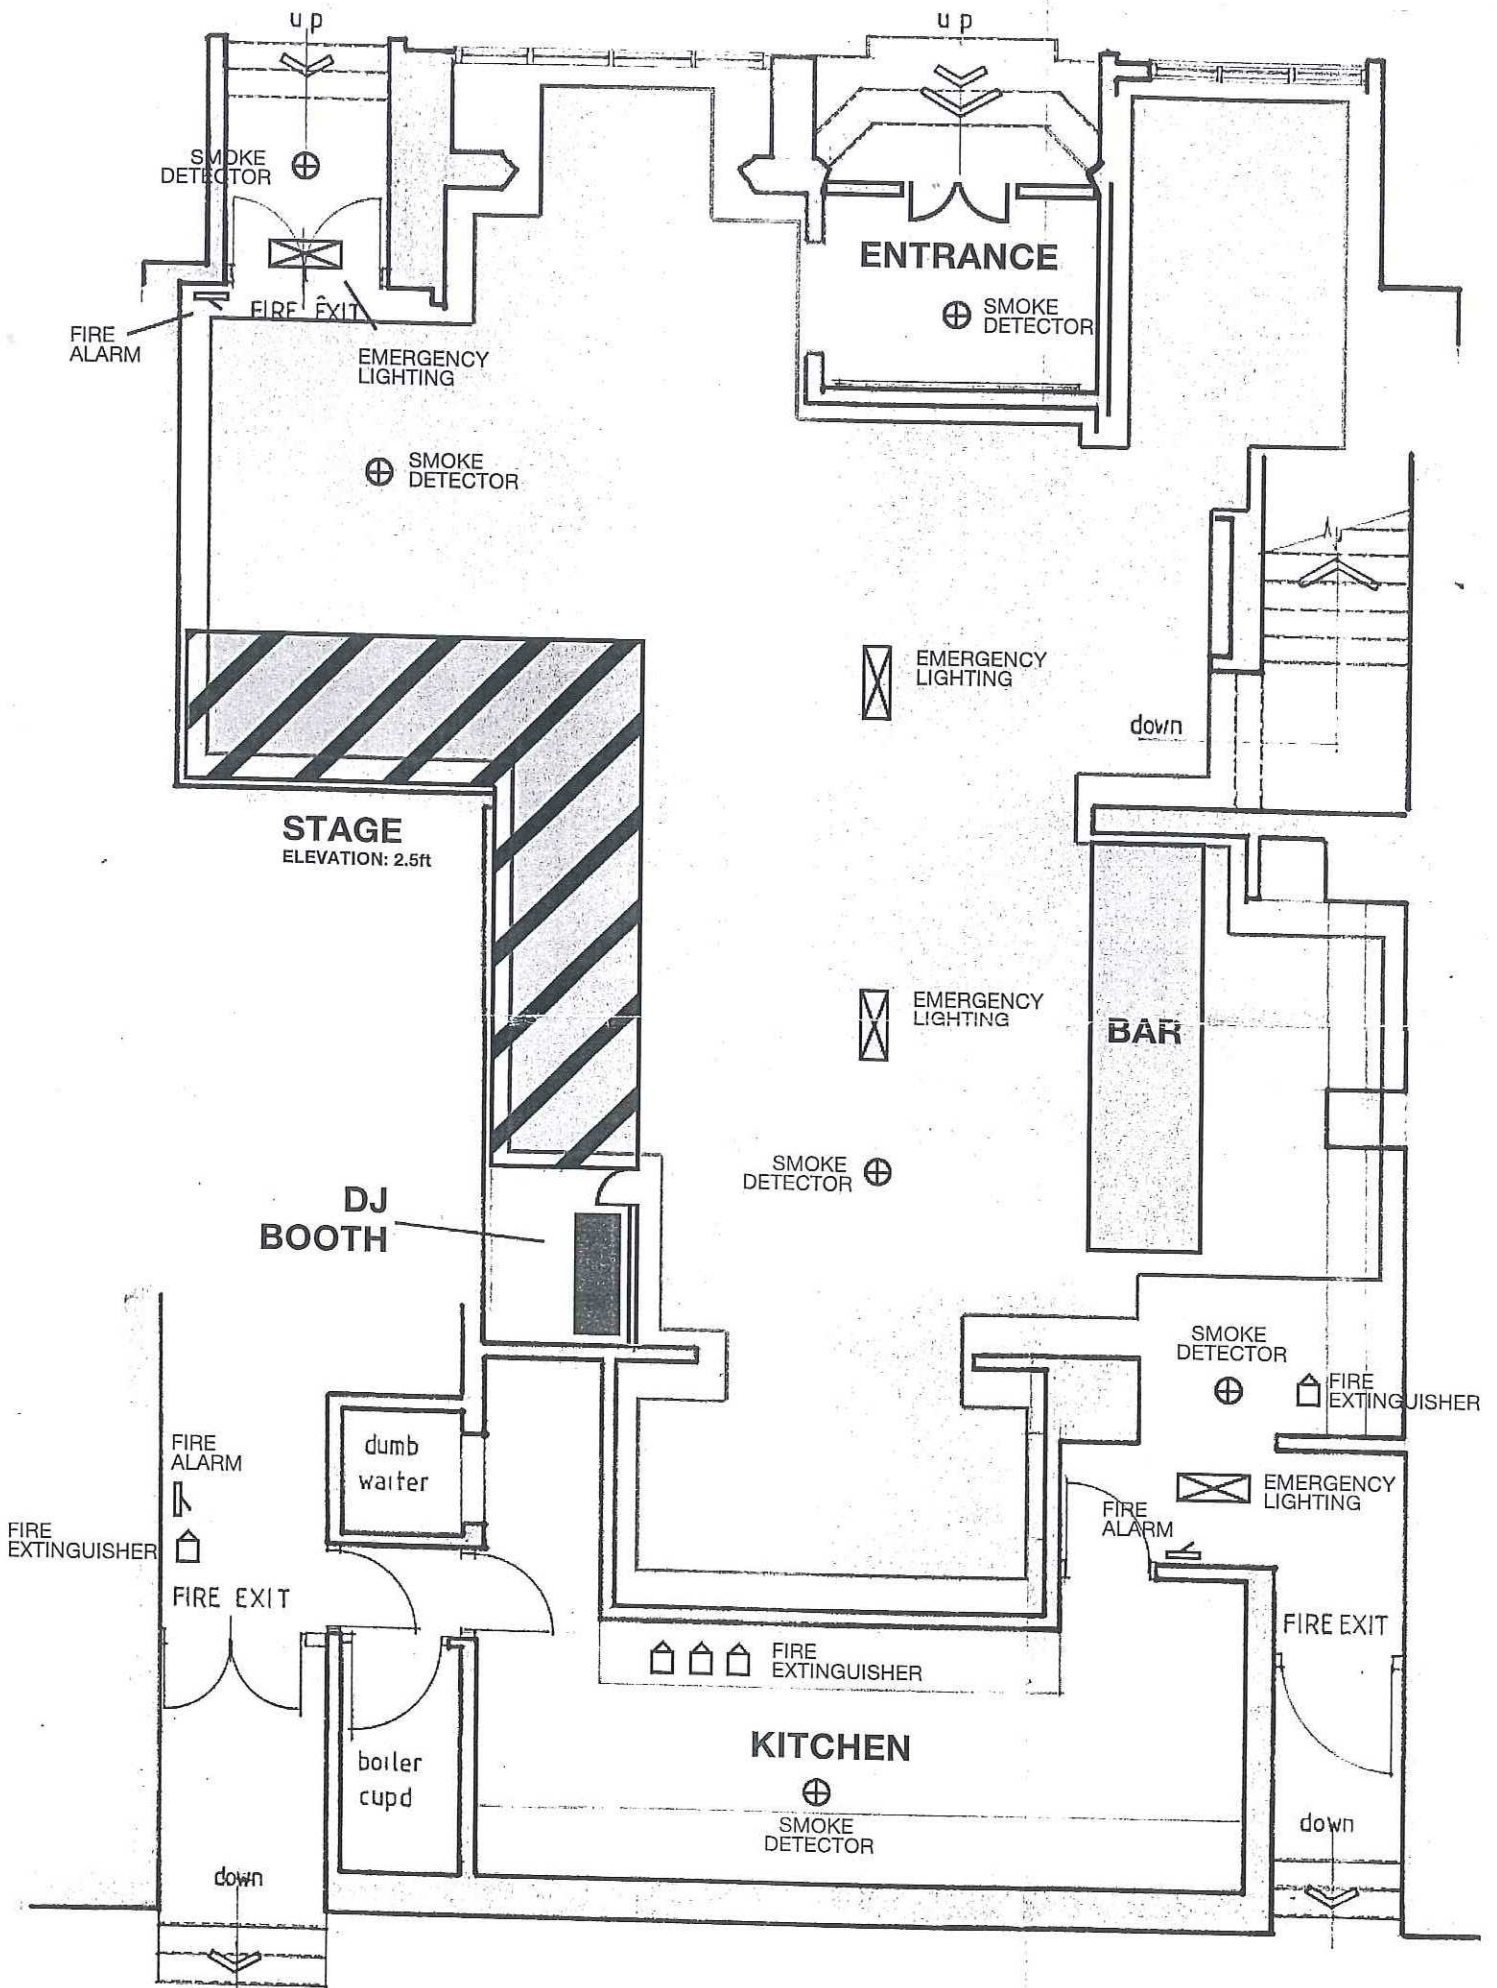 up
up
SMOKE
DETECTOR
ENTRANCE
SMOKE
DETECTOR
FIRE EXIT
FIRE
ALARM
EMERGENCY
LIGHTING
SMOKE
DETECTOR
EMERGENCY
LIGHTING
down
STAGE
ELEVATION: 2.5ft
EMERGENCY
LIGHTING
BAR
SMOKE
DETECTOR
DJ
BOOTH
SMOKE
DETECTOR
FIRE
EXTINGUISHER
FIRE
ALARM
dumb
waiter
EMERGENCY
LIGHTING
FIRE
ALARM
FIRE
EXTINGUISHER
FIRE EXIT
FIRE EXIT
FIRE
EXTINGUISHER
KITCHEN
boiler
cupd
SMOKE
DETECTOR
down
down